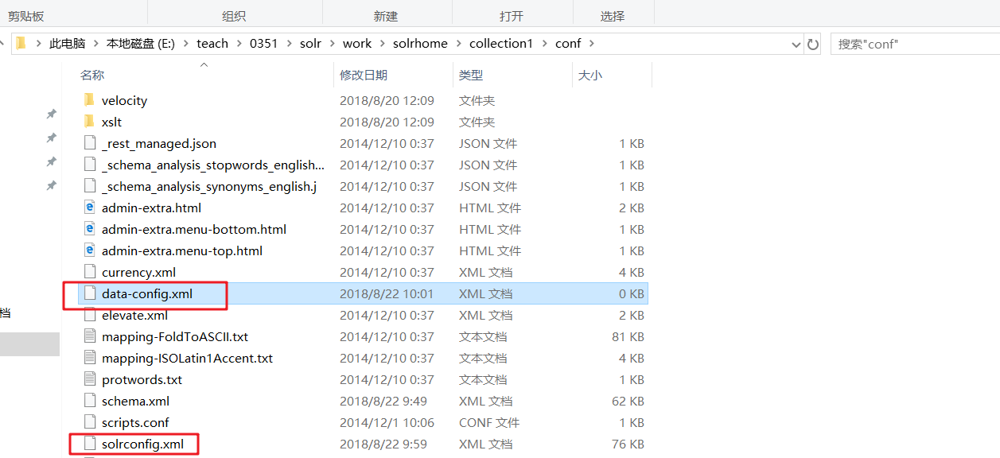 剪贴板 组织 新建 打开 选择
此电脑 本地磁盘 (E:) teach 0351 solr work solrhome collection1 conf 搜索"conf"
名称 修改日期 类型 大小
velocity 2018/8/20 12:09 文件夹
xslt 2018/8/20 12:09 文件夹
_rest_managed.json 2014/12/10 0:37 JSON 文件 1 KB
_schema_analysis_stopwords_english... 2014/12/10 0:37 JSON 文件 1 KB
_schema_analysis_synonyms_english.j 2014/12/10 0:37 JSON 文件 1 KB
admin-extra.html 2014/12/10 0:37 HTML 文件 2 KB
admin-extra.menu-bottom.html 2014/12/10 0:37 HTML 文件 1 KB
admin-extra.menu-top.html 2014/12/10 0:37 HTML 文件 1 KB
currency.xml 2014/12/10 0:37 XML 文档 4 KB
data-config.xml 2018/8/22 10:01 XML 文档 0 KB
档 elevate.xml 2014/12/10 0:37 XML 文档 2 KB
mapping-FoldToASCII.txt 2014/12/10 0:37 文本文档 81 KB
mapping-ISOLatin1Accent.txt 2014/12/10 0:37 文本文档 4 KB
protwords.txt 2014/12/10 0:37 文本文档 1 KB
schema.xml 2018/8/22 9:49 XML 文档 62 KB
scripts.conf 2014/12/1 10:06 CONF 文件 1 KB
solrconfig.xml 2018/8/22 9:59 XML 文档 76 KB